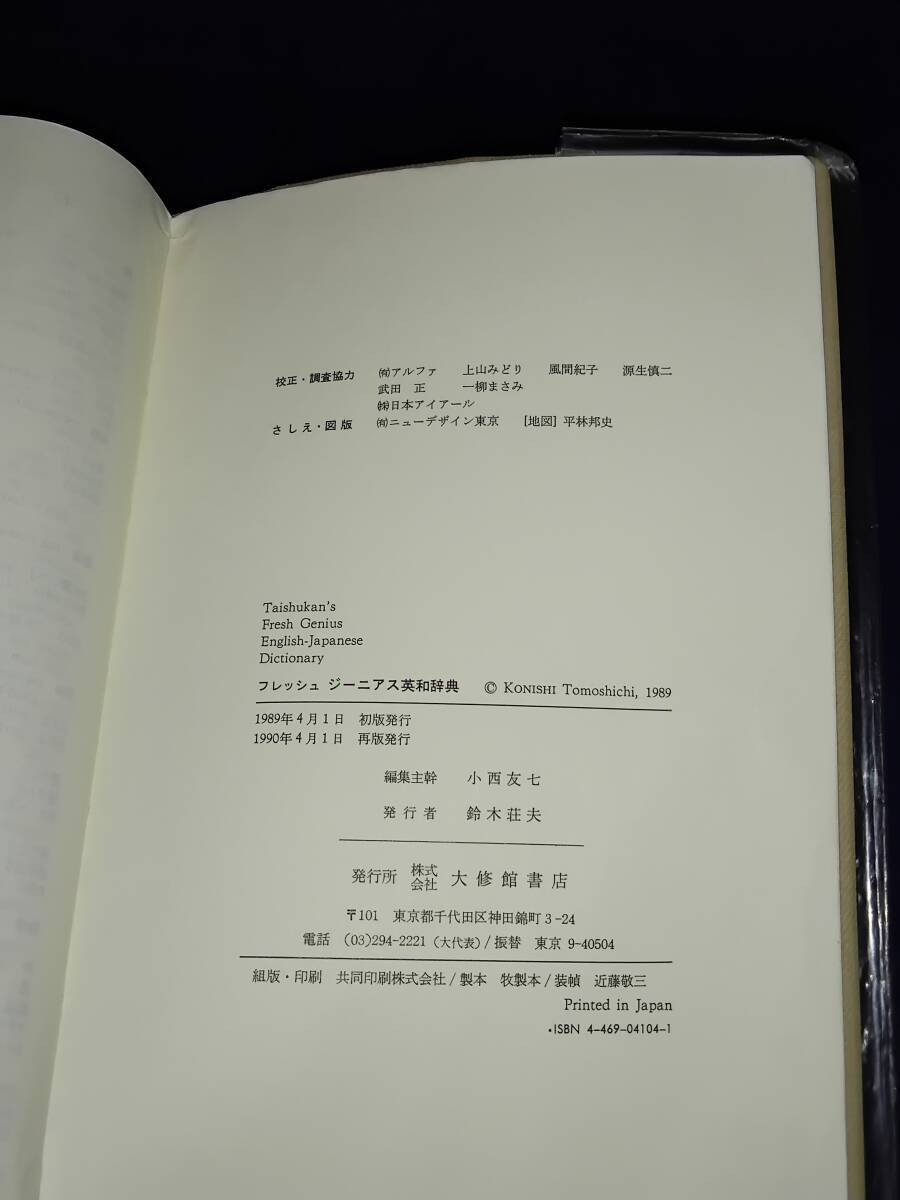 校正・調査協力　㈲アルファ　上山みどり　風間紀子　源生慎二
武田　正　一柳まさみ
㈱日本アイアール
さしえ・図版　㈲ニューデザイン東京　[地図] 平林邦史
Taishukan's
Fresh Genius
English-Japanese
Dictionary
フレッシュ ジーニアス英和辞典　© KONISHI Tomoshichi, 1989
1989年4月1日　初版発行
1990年4月1日　再版発行
編集主幹　小西友七
発行者　鈴木荘夫
発行所　株式会社　大修館書店
〒101　東京都千代田区神田錦町3-24
電話　(03)294-2221（大代表）/振替　東京 9-40504
組版・印刷　共同印刷株式会社/製本　牧製本/装幀　近藤敬三
Printed in Japan
・ISBN 4-469-04104-1